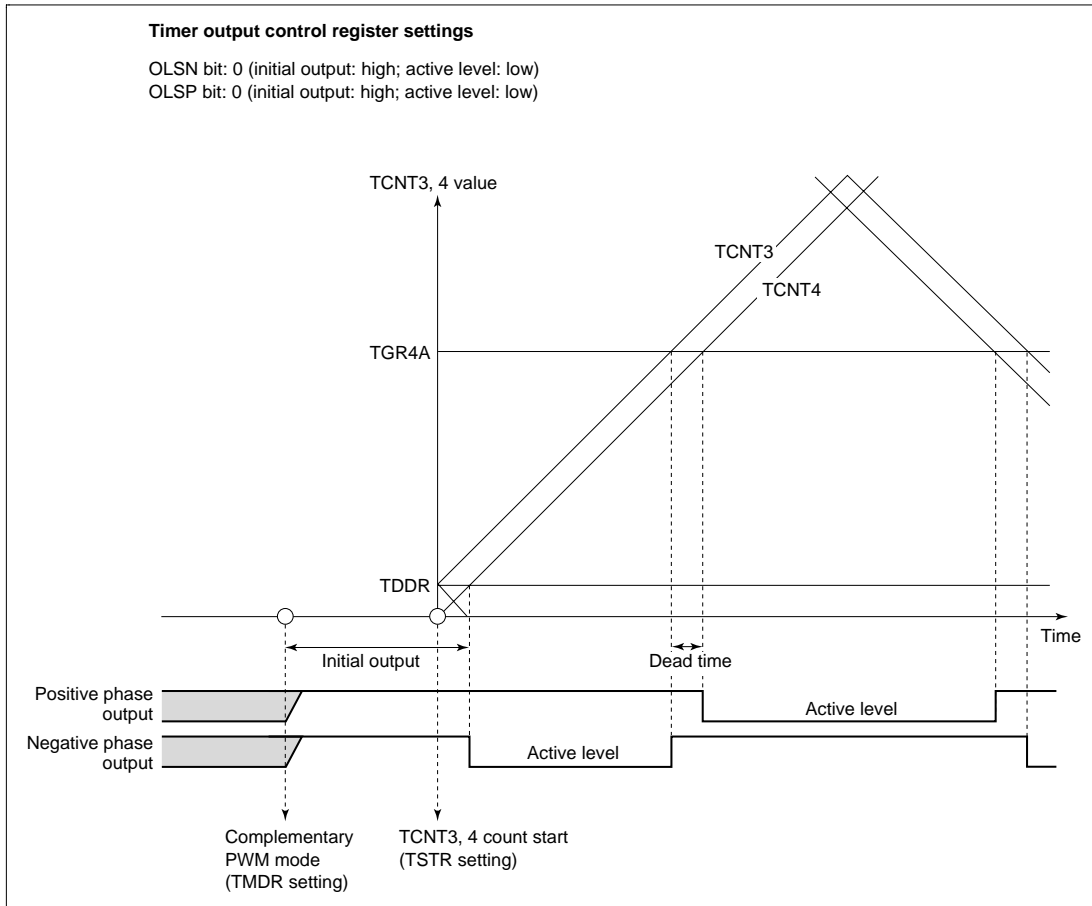 Timer output control register settings
OLSN bit: 0 (initial output: high; active level: low)
OLSP bit: 0 (initial output: high; active level: low)
TCNT3, 4 value
TCNT3
TCNT4
TGR4A
TDDR
Time
Initial output
Dead time
Positive phase
output
Active level
Negative phase
output
Active level
Complementary
PWM mode
(TMDR setting)
TCNT3, 4 count start
(TSTR setting)